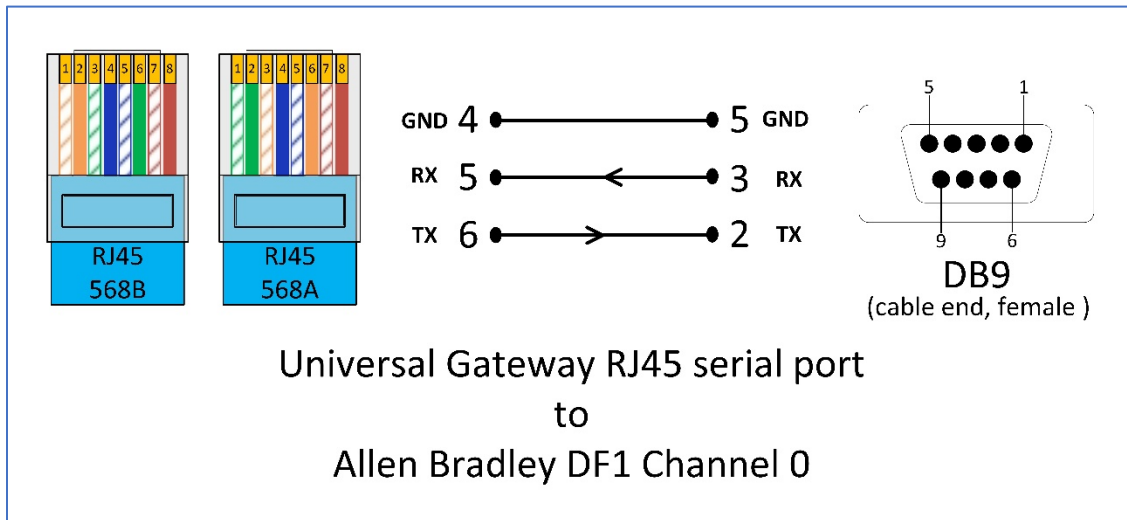 1 2 3 4 5 6 7 8
RJ45
568B
1 2 3 4 5 6 7 8
RJ45
568A
GND 4 5 GND
RX 5 3 RX
TX 6 2 TX
5 1
9 6
DB9
(cable end, female )
Universal Gateway RJ45 serial port
to
Allen Bradley DF1 Channel 0